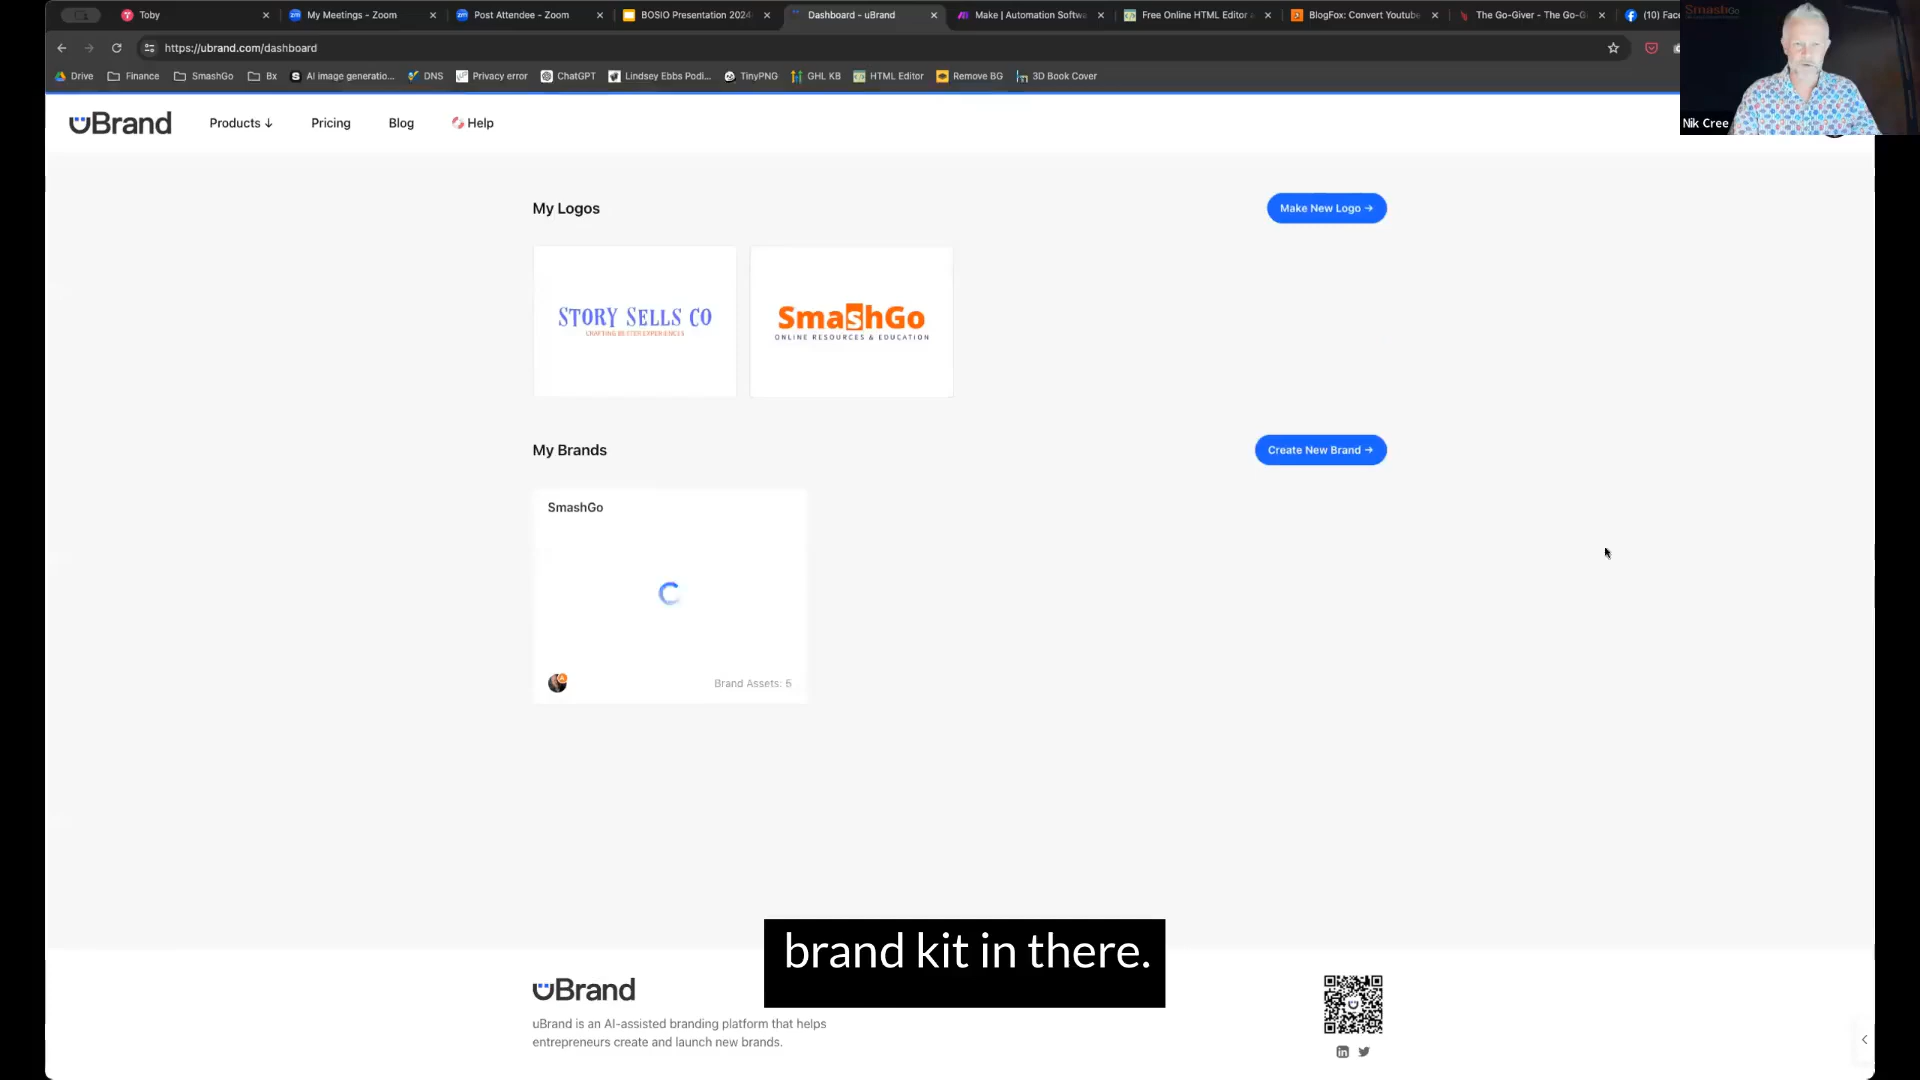 Toby
My Meetings - Zoom
Post Attendee - Zoom
BOSIO Presentation 2024
Dashboard - uBrand
Make | Automation Softwa
Free Online HTML Editor
BlogFox: Convert Youtube
The Go-Giver - The Go-G
(10) Face
https://ubrand.com/dashboard
Drive
Finance
SmashGo
Bx
AI image generatio...
DNS
Privacy error
ChatGPT
Lindsey Ebbs Podi...
TinyPNG
GHL KB
HTML Editor
Remove BG
3D Book Cover
SmashGo
Nik Cree
uBrand
Products ↓
Pricing
Blog
Help
My Logos
Make New Logo →
STORY SELLS CO
CRAFTING BETTER EXPERIENCES
SmashGo
ONLINE RESOURCES & EDUCATION
My Brands
Create New Brand →
SmashGo
Brand Assets: 5
brand kit in there.
uBrand
uBrand is an AI-assisted branding platform that helps
entrepreneurs create and launch new brands.